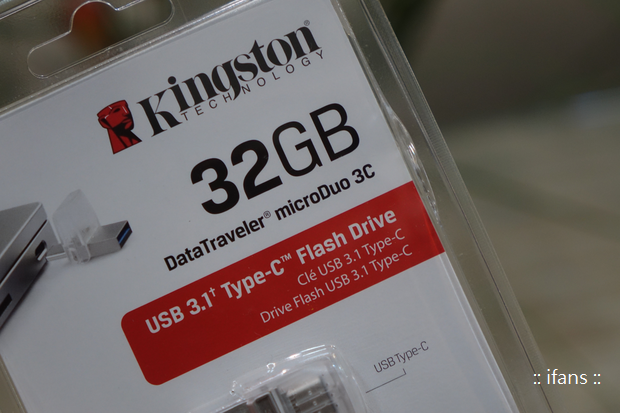 Kingston®
TECHNOLOGY
32GB
DataTraveler® microDuo 3C
USB 3.1† Type-C™ Flash Drive
Clé USB 3.1 Type-C
Drive Flash USB 3.1 Type-C
USB Type-C
:: ifans ::